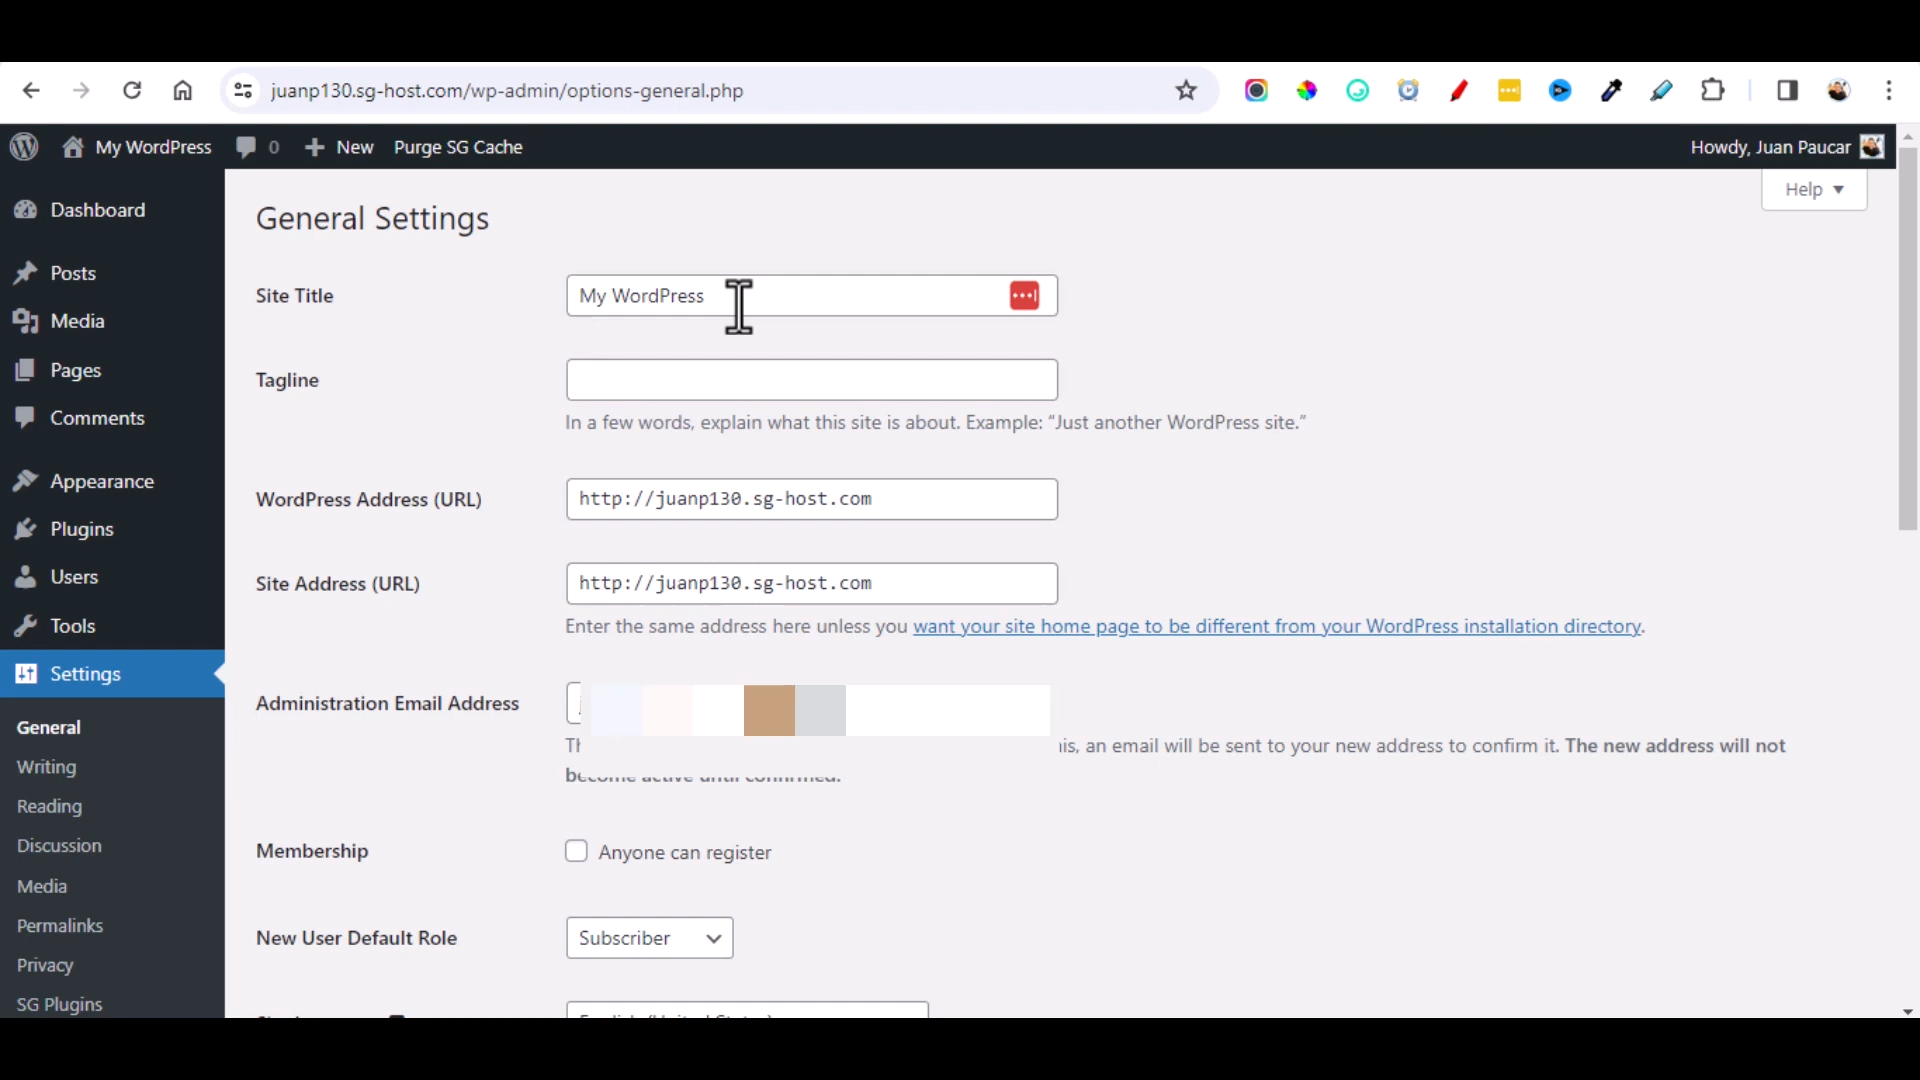 juanp130.sg-host.com/wp-admin/options-general.php
My WordPress 0 New Purge SG Cache Howdy, Juan Paucar
Help
Dashboard
Posts
Media
Pages
Comments
Appearance
Plugins
Users
Tools
Settings
General
Writing
Reading
Discussion
Media
Permalinks
Privacy
SG Plugins
General Settings
Site Title My WordPress
Tagline
In a few words, explain what this site is about. Example: “Just another WordPress site.”
WordPress Address (URL) http://juanp130.sg-host.com
Site Address (URL) http://juanp130.sg-host.com
Enter the same address here unless you want your site home page to be different from your WordPress installation directory.
Administration Email Address
an email will be sent to your new address to confirm it. The new address will not
become active until confirmed.
Membership Anyone can register
New User Default Role Subscriber
English (United States)